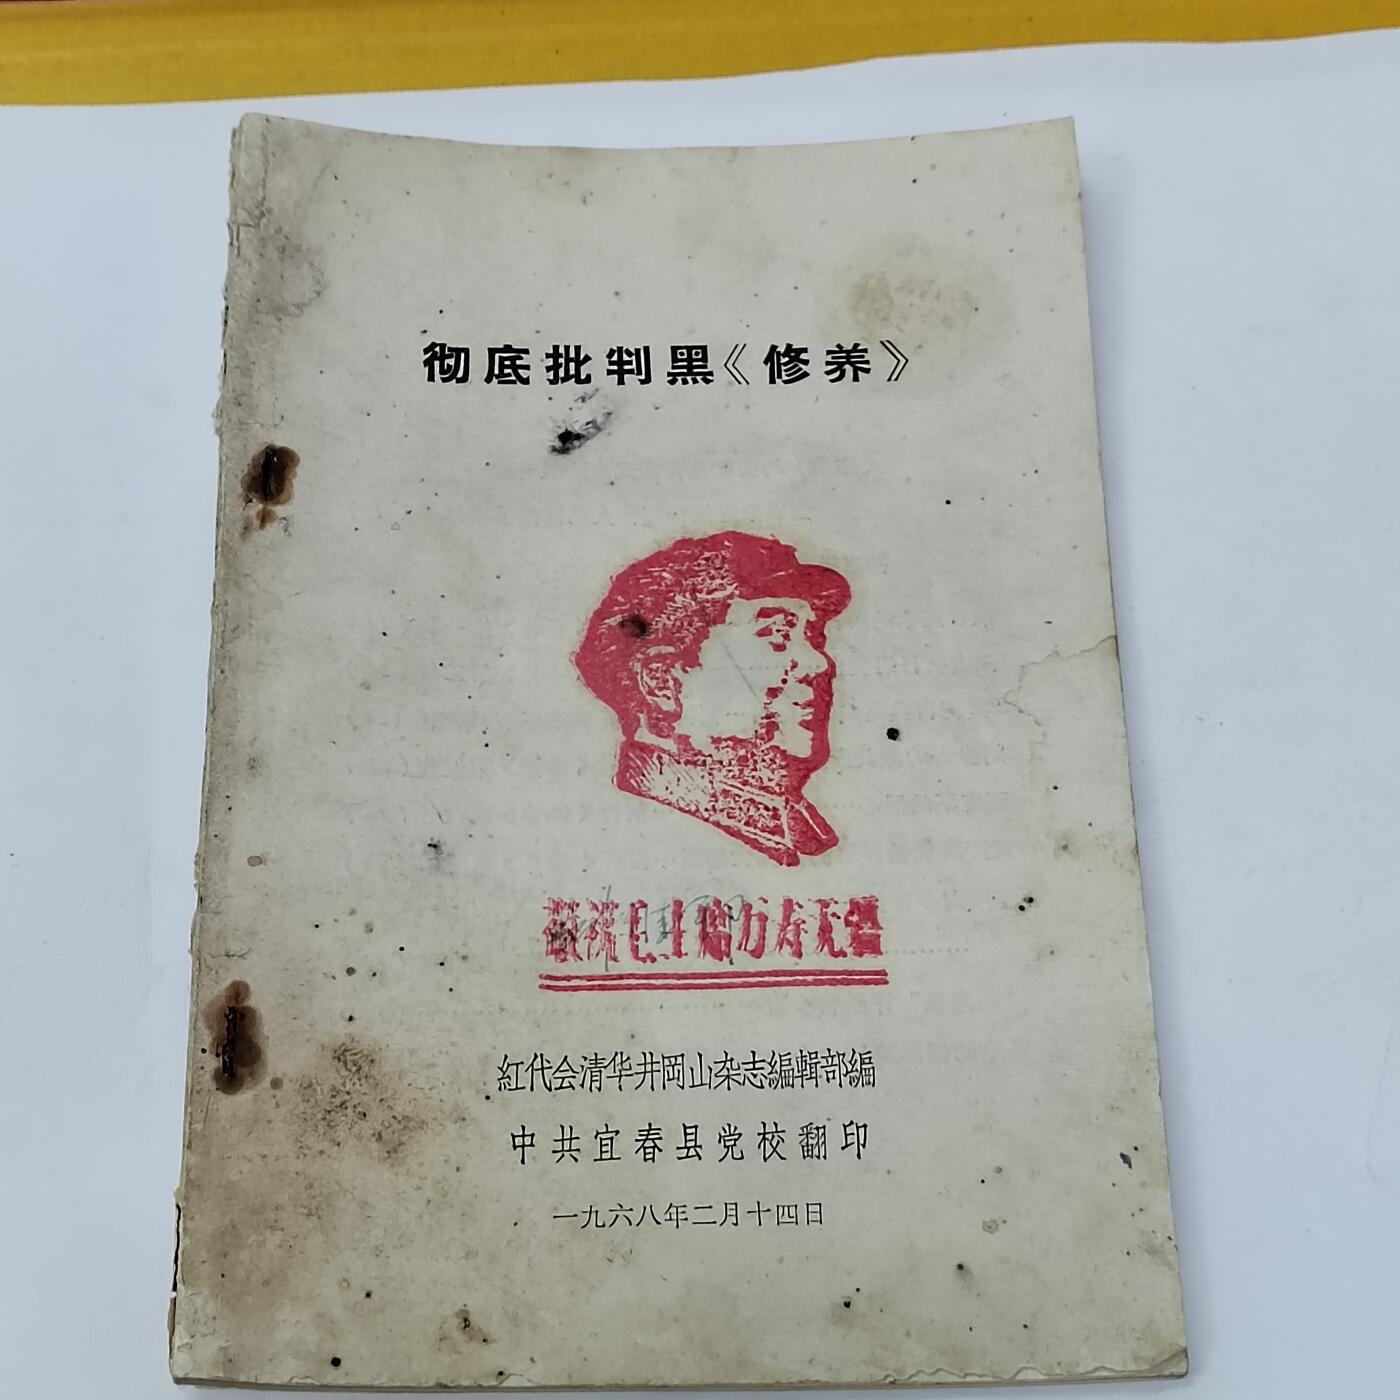 彻底批判黑《修养》
敬祝毛主席万寿无疆
紅代会清华井岡山杂志編輯部編
中共宜春县党校翻印
一九六八年二月十四日